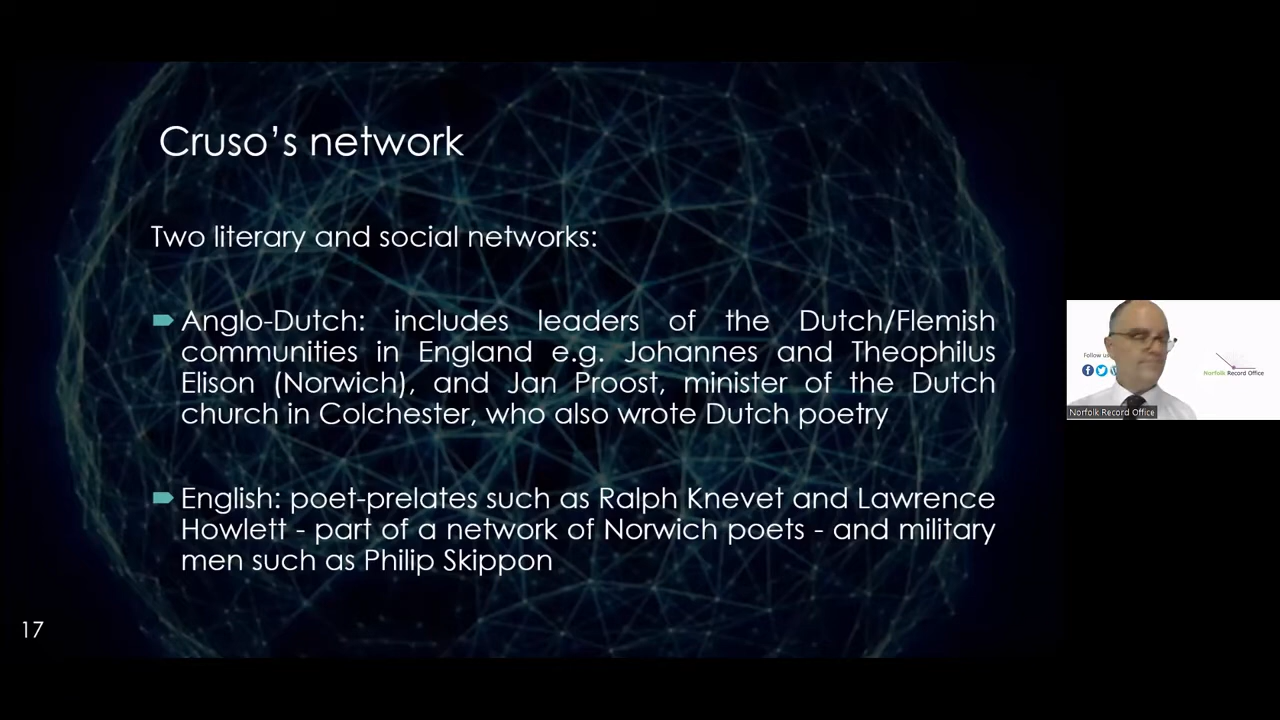 Cruso’s network
Two literary and social networks:
Anglo-Dutch: includes leaders of the Dutch/Flemish
communities in England e.g. Johannes and Theophilus
Elison (Norwich), and Jan Proost, minister of the Dutch
church in Colchester, who also wrote Dutch poetry
English: poet-prelates such as Ralph Knevet and Lawrence
Howlett - part of a network of Norwich poets - and military
men such as Philip Skippon
17
Follow us
Norfolk Record Office
Norfolk Record Office